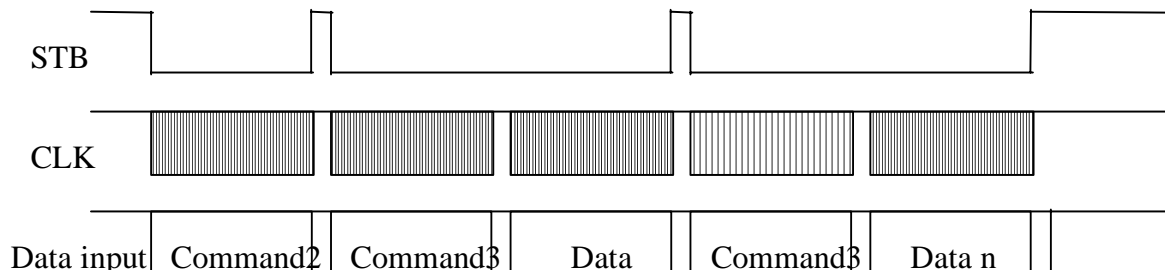 STB
CLK
Data input Command2 Command3 Data Command3 Data n